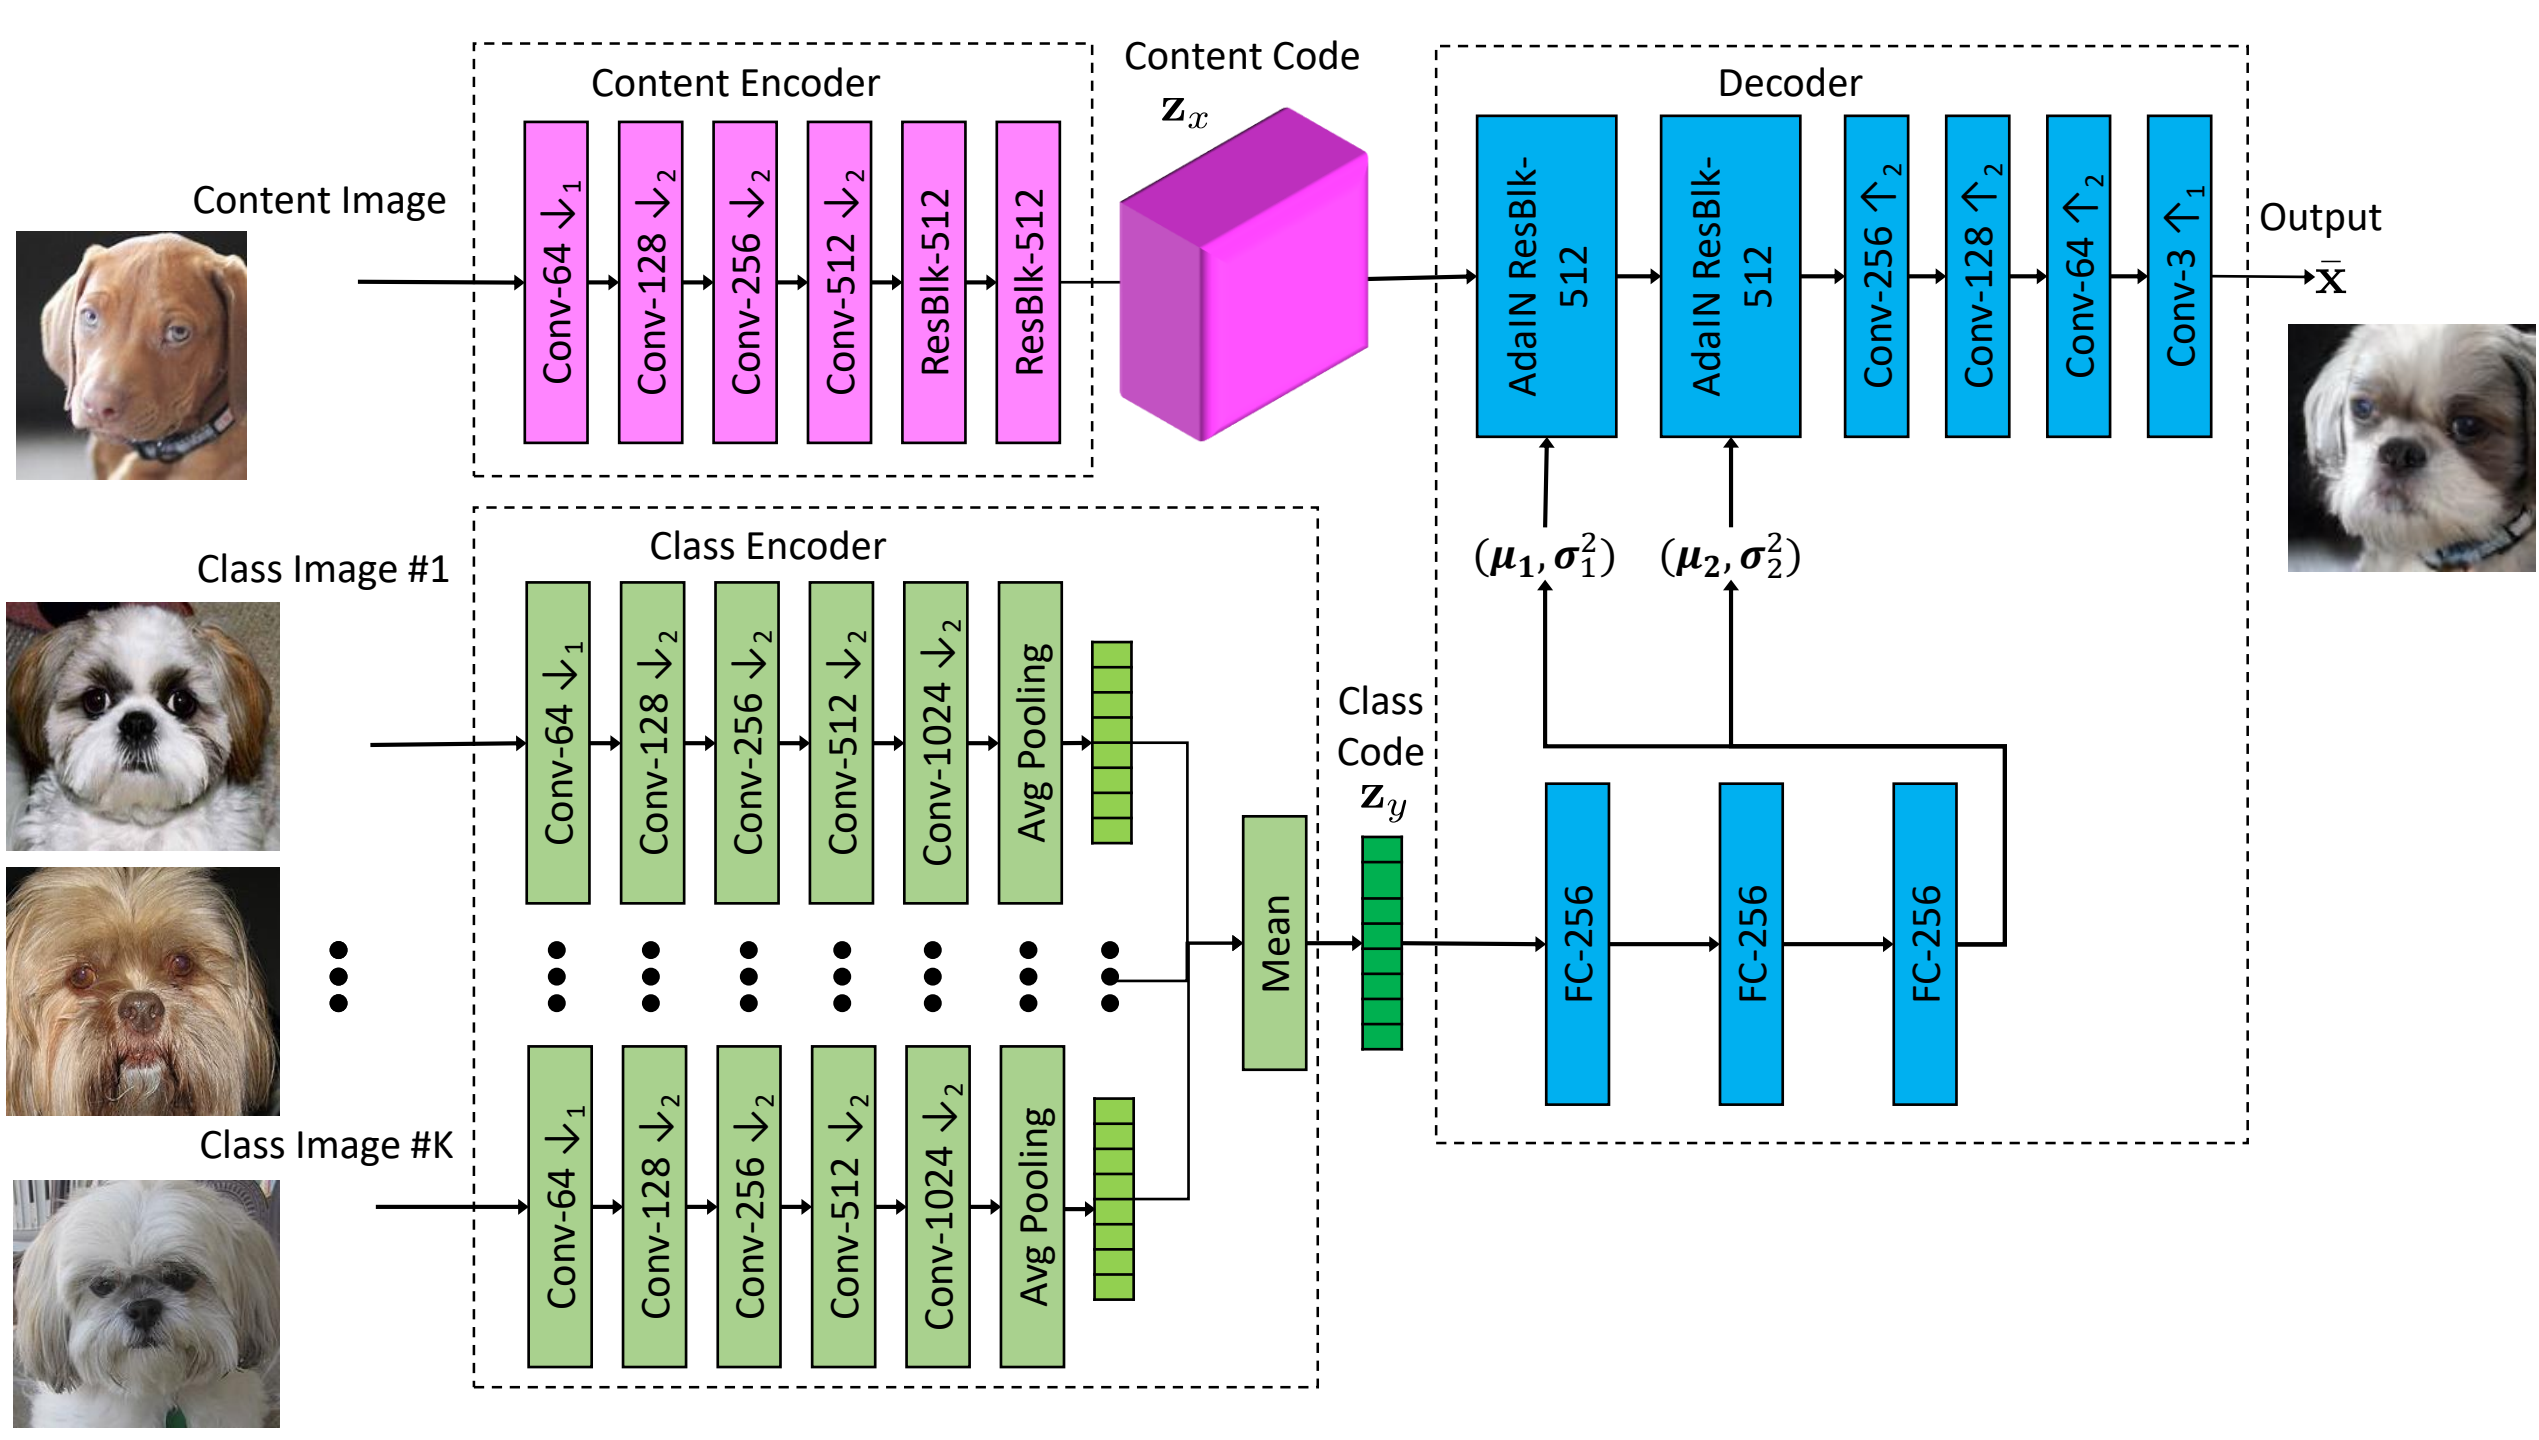 Content Encoder
Content Code
𝐳ₓ
Decoder
Content Image
Conv-64 ↓₁
Conv-128 ↓₂
Conv-256 ↓₂
Conv-512 ↓₂
ResBlk-512
ResBlk-512
AdaIN ResBlk-
512
AdaIN ResBlk-
512
Conv-256 ↑₂
Conv-128 ↑₂
Conv-64 ↑₂
Conv-3 ↑₁
Output
x̄
(μ₁, σ₁²)
(μ₂, σ₂²)
Class Encoder
Class Image #1
Conv-64 ↓₁
Conv-128 ↓₂
Conv-256 ↓₂
Conv-512 ↓₂
Conv-1024 ↓₂
Avg Pooling
Class Image #K
Conv-64 ↓₁
Conv-128 ↓₂
Conv-256 ↓₂
Conv-512 ↓₂
Conv-1024 ↓₂
Avg Pooling
Mean
Class
Code
𝐳_y
FC-256
FC-256
FC-256